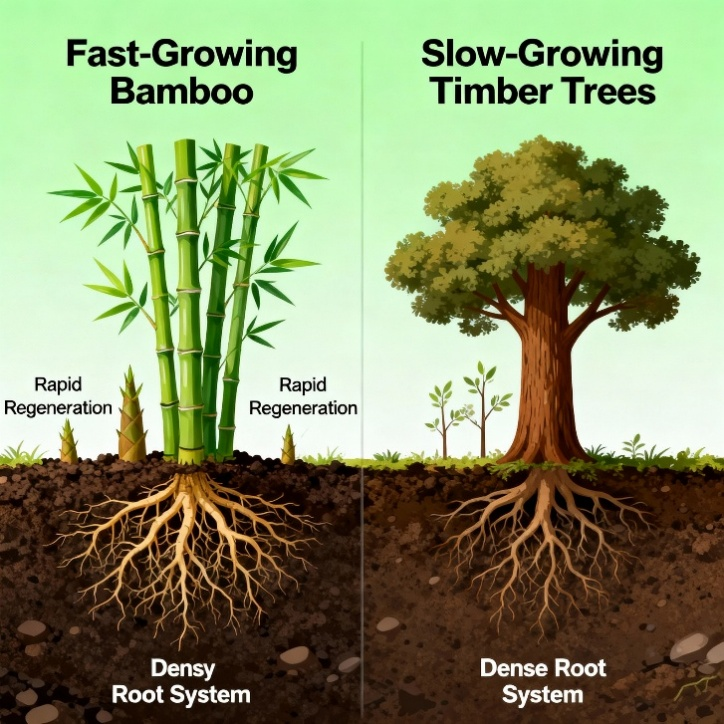 Fast-Growing
Bamboo
Slow-Growing
Timber Trees
Rapid
Regeneration
Rapid
Regeneration
Densy
Root System
Dense Root
System